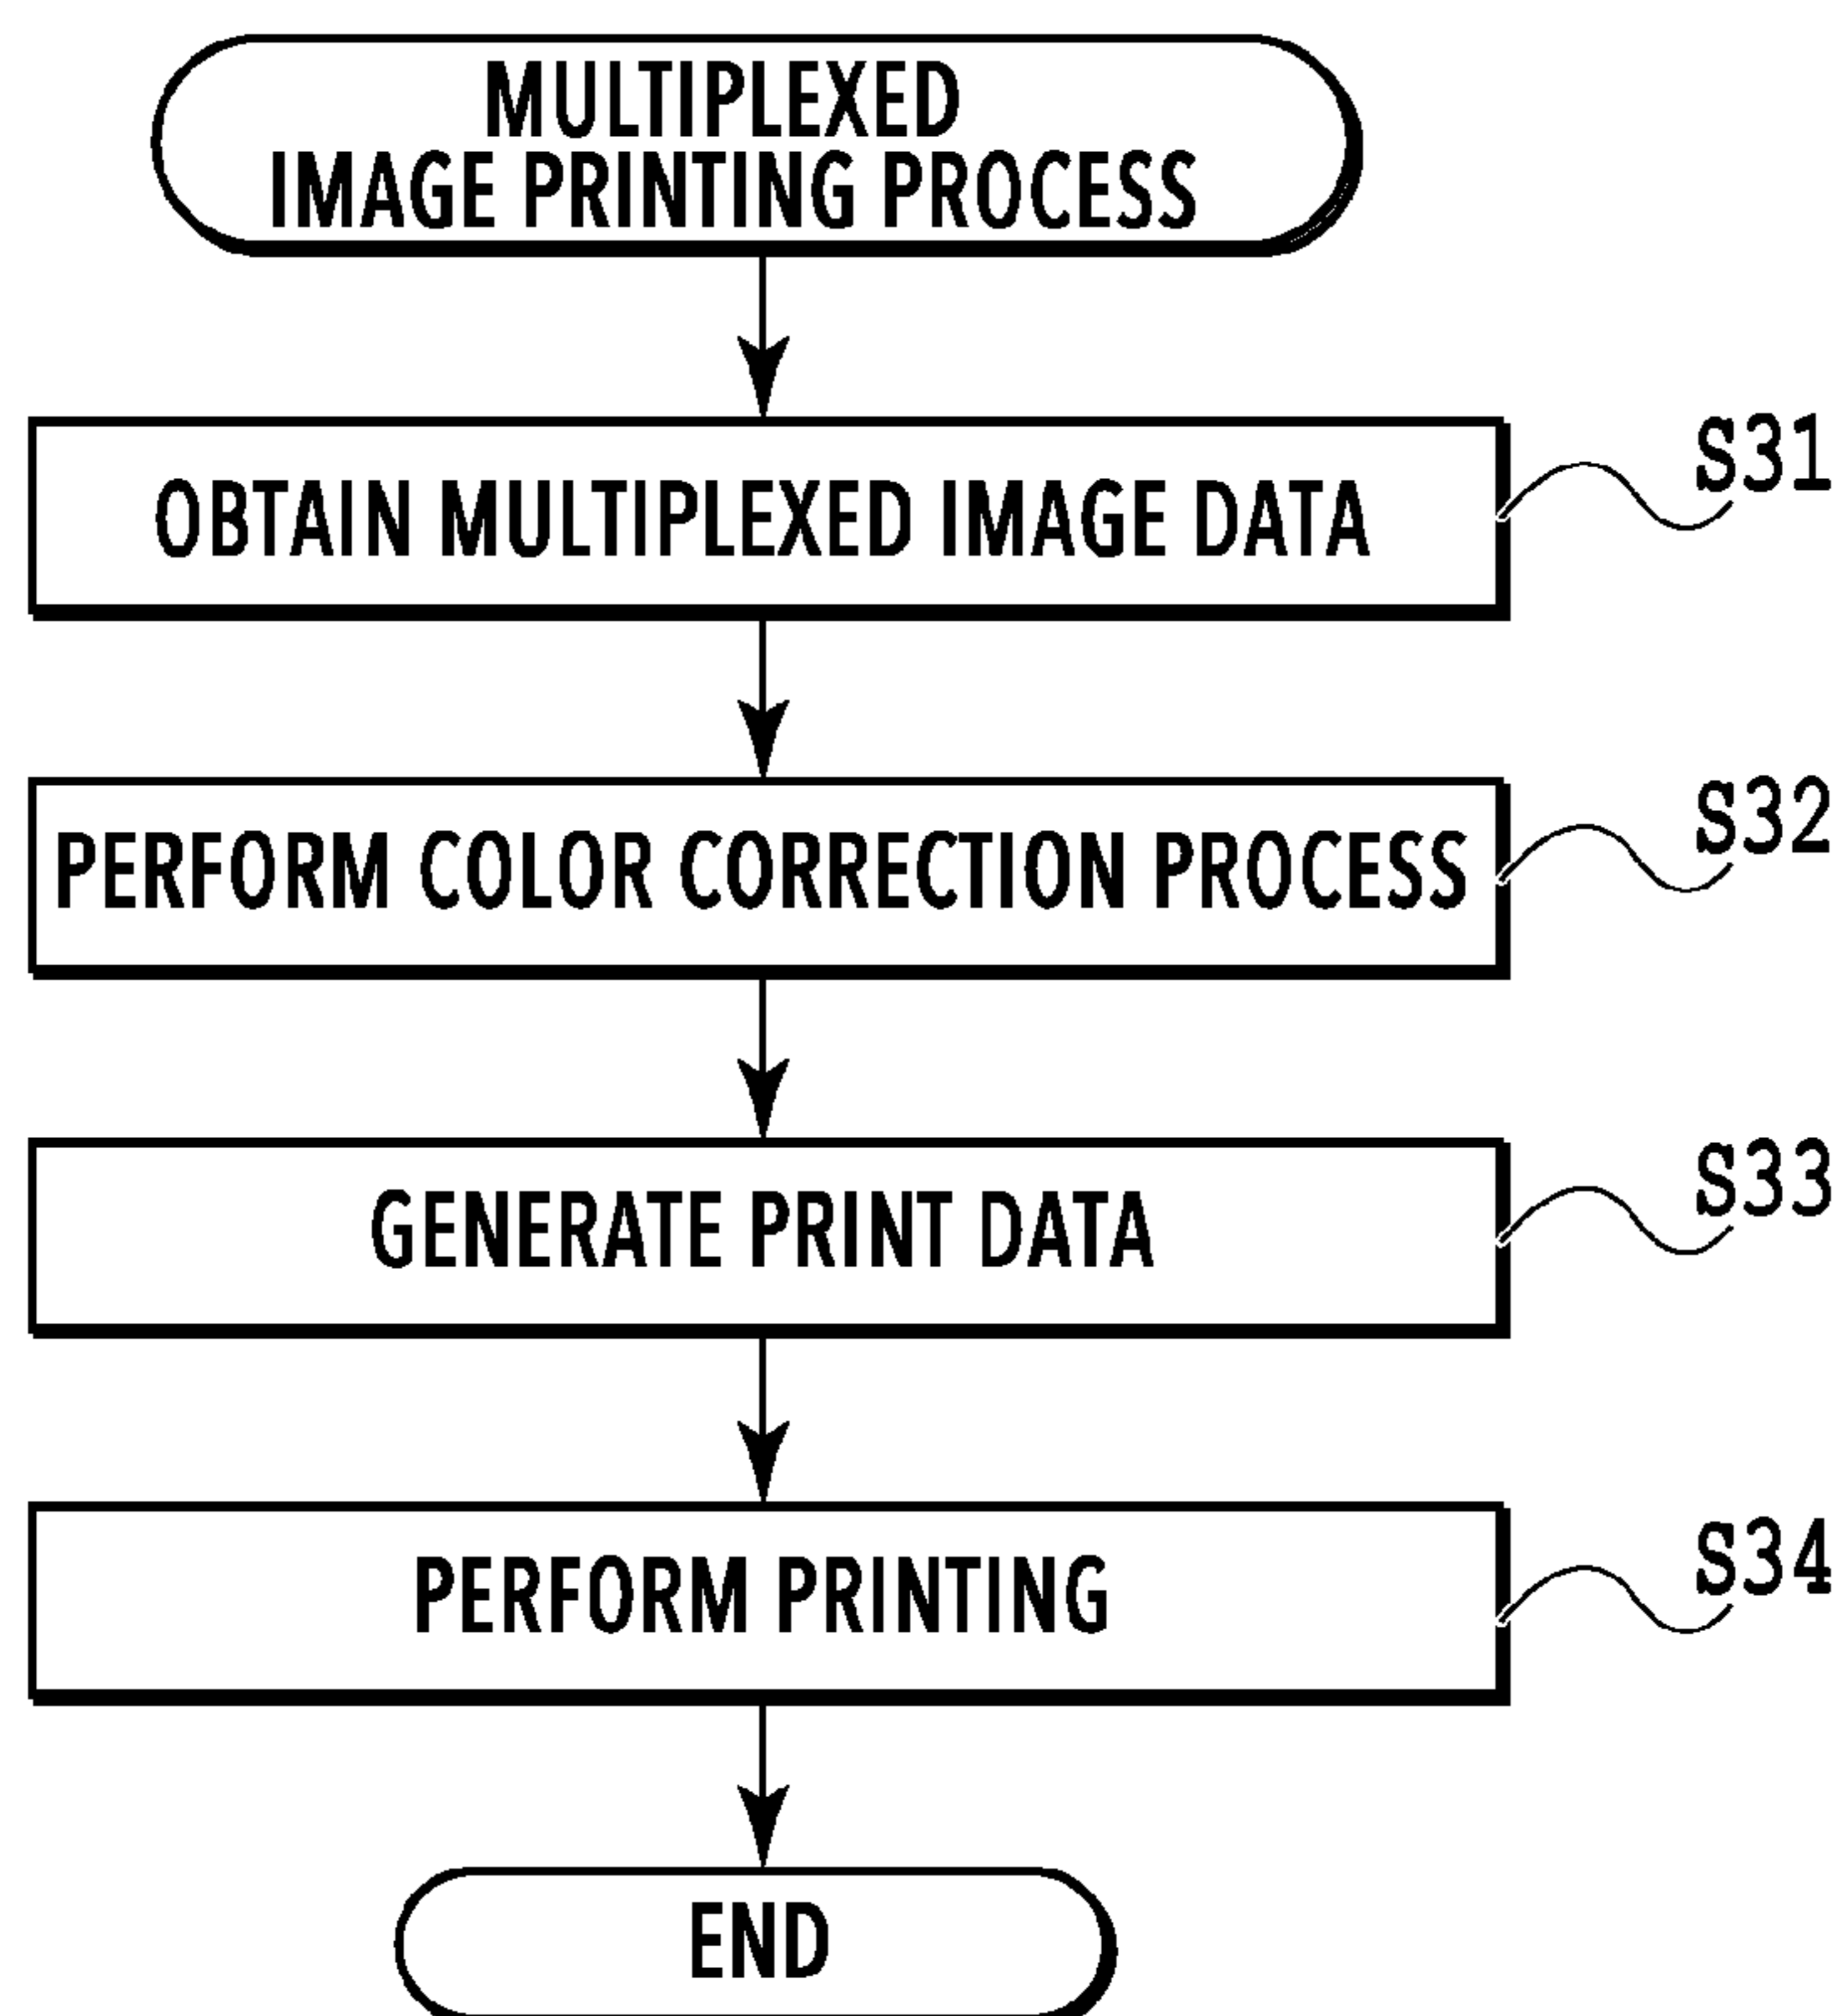 MULTIPLEXED
IMAGE PRINTING PROCESS
OBTAIN MULTIPLEXED IMAGE DATA
S31
PERFORM COLOR CORRECTION PROCESS
S32
GENERATE PRINT DATA
S33
PERFORM PRINTING
S34
END